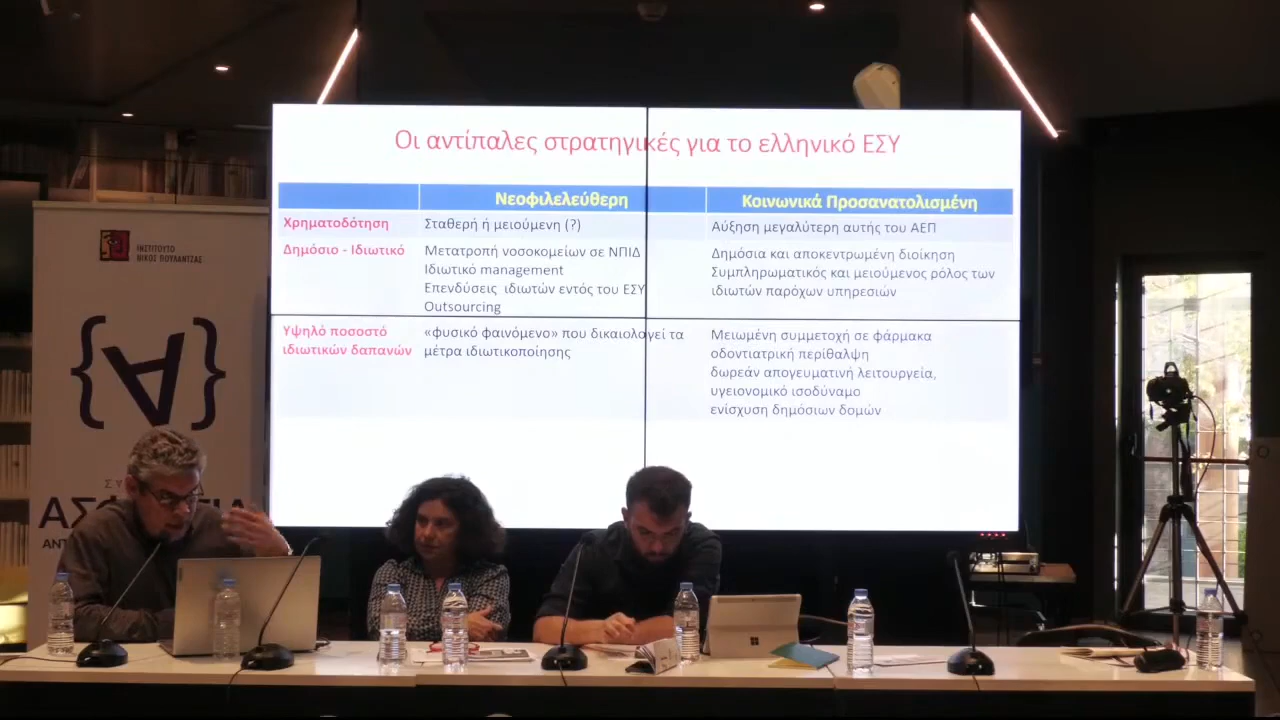 Οι αντίπαλες στρατηγικές για το ελληνικό ΕΣΥ
Νεοφιλελεύθερη
Κοινωνικά Προσανατολισμένη
Χρηματοδότηση
Σταθερή ή μειούμενη (?)
Αύξηση μεγαλύτερη αυτής του ΑΕΠ
Δημόσιο - Ιδιωτικό
Μετατροπή νοσοκομείων σε ΝΠΙΔ
Ιδιωτικό management
Επενδύσεις ιδιωτών εντός του ΕΣΥ
Outsourcing
Δημόσια και αποκεντρωμένη διοίκηση
Συμπληρωματικός και μειούμενος ρόλος των
ιδιωτών παρόχων υπηρεσιών
Υψηλό ποσοστό
ιδιωτικών δαπανών
«φυσικό φαινόμενο» που δικαιολογεί τα
μέτρα ιδιωτικοποίησης
Μειωμένη συμμετοχή σε φάρμακα
οδοντιατρική περίθαλψη
δωρεάν απογευματινή λειτουργία,
υγειονομικό ισοδύναμο
ενίσχυση δημόσιων δομών
ΙΝΣΤΙΤΟΥΤΟ
ΝΙΚΟΣ ΠΟΥΛΑΝΤΖΑΣ
{A}